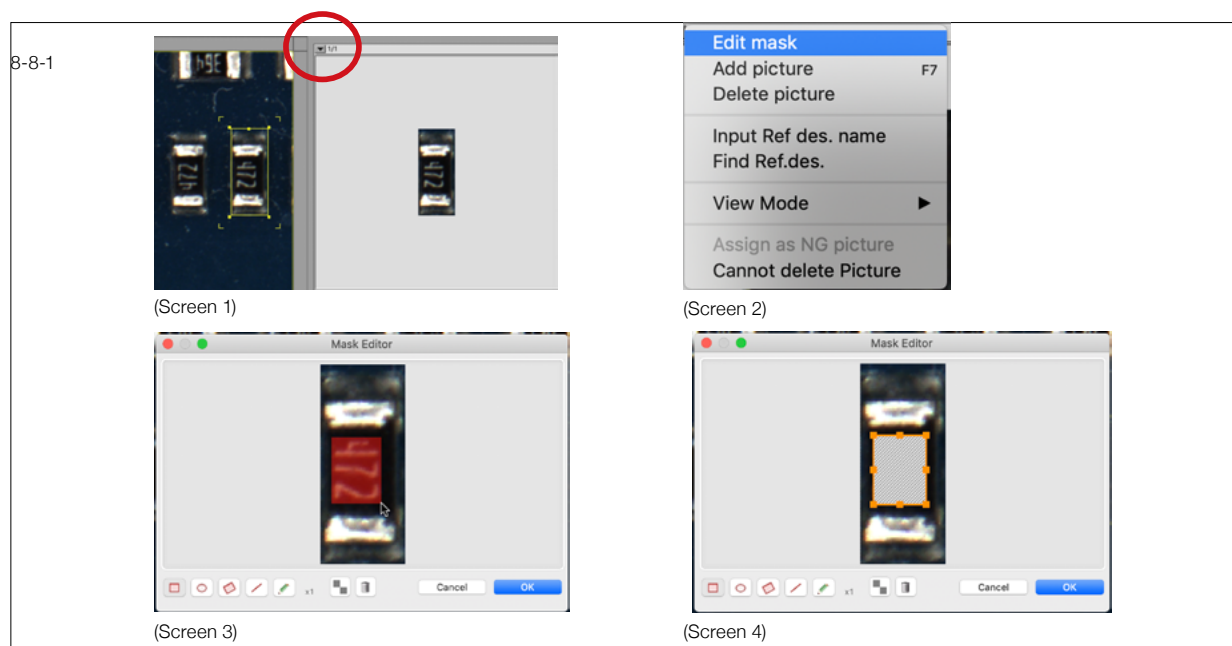 8-8-1
1/1
364
472
472
472
(Screen 1)
Edit mask
Add picture F7
Delete picture
Input Ref des. name
Find Ref.des.
View Mode ▶
Assign as NG picture
Cannot delete Picture
(Screen 2)
Mask Editor
472
x1
Cancel
OK
(Screen 3)
Mask Editor
x1
Cancel
OK
(Screen 4)